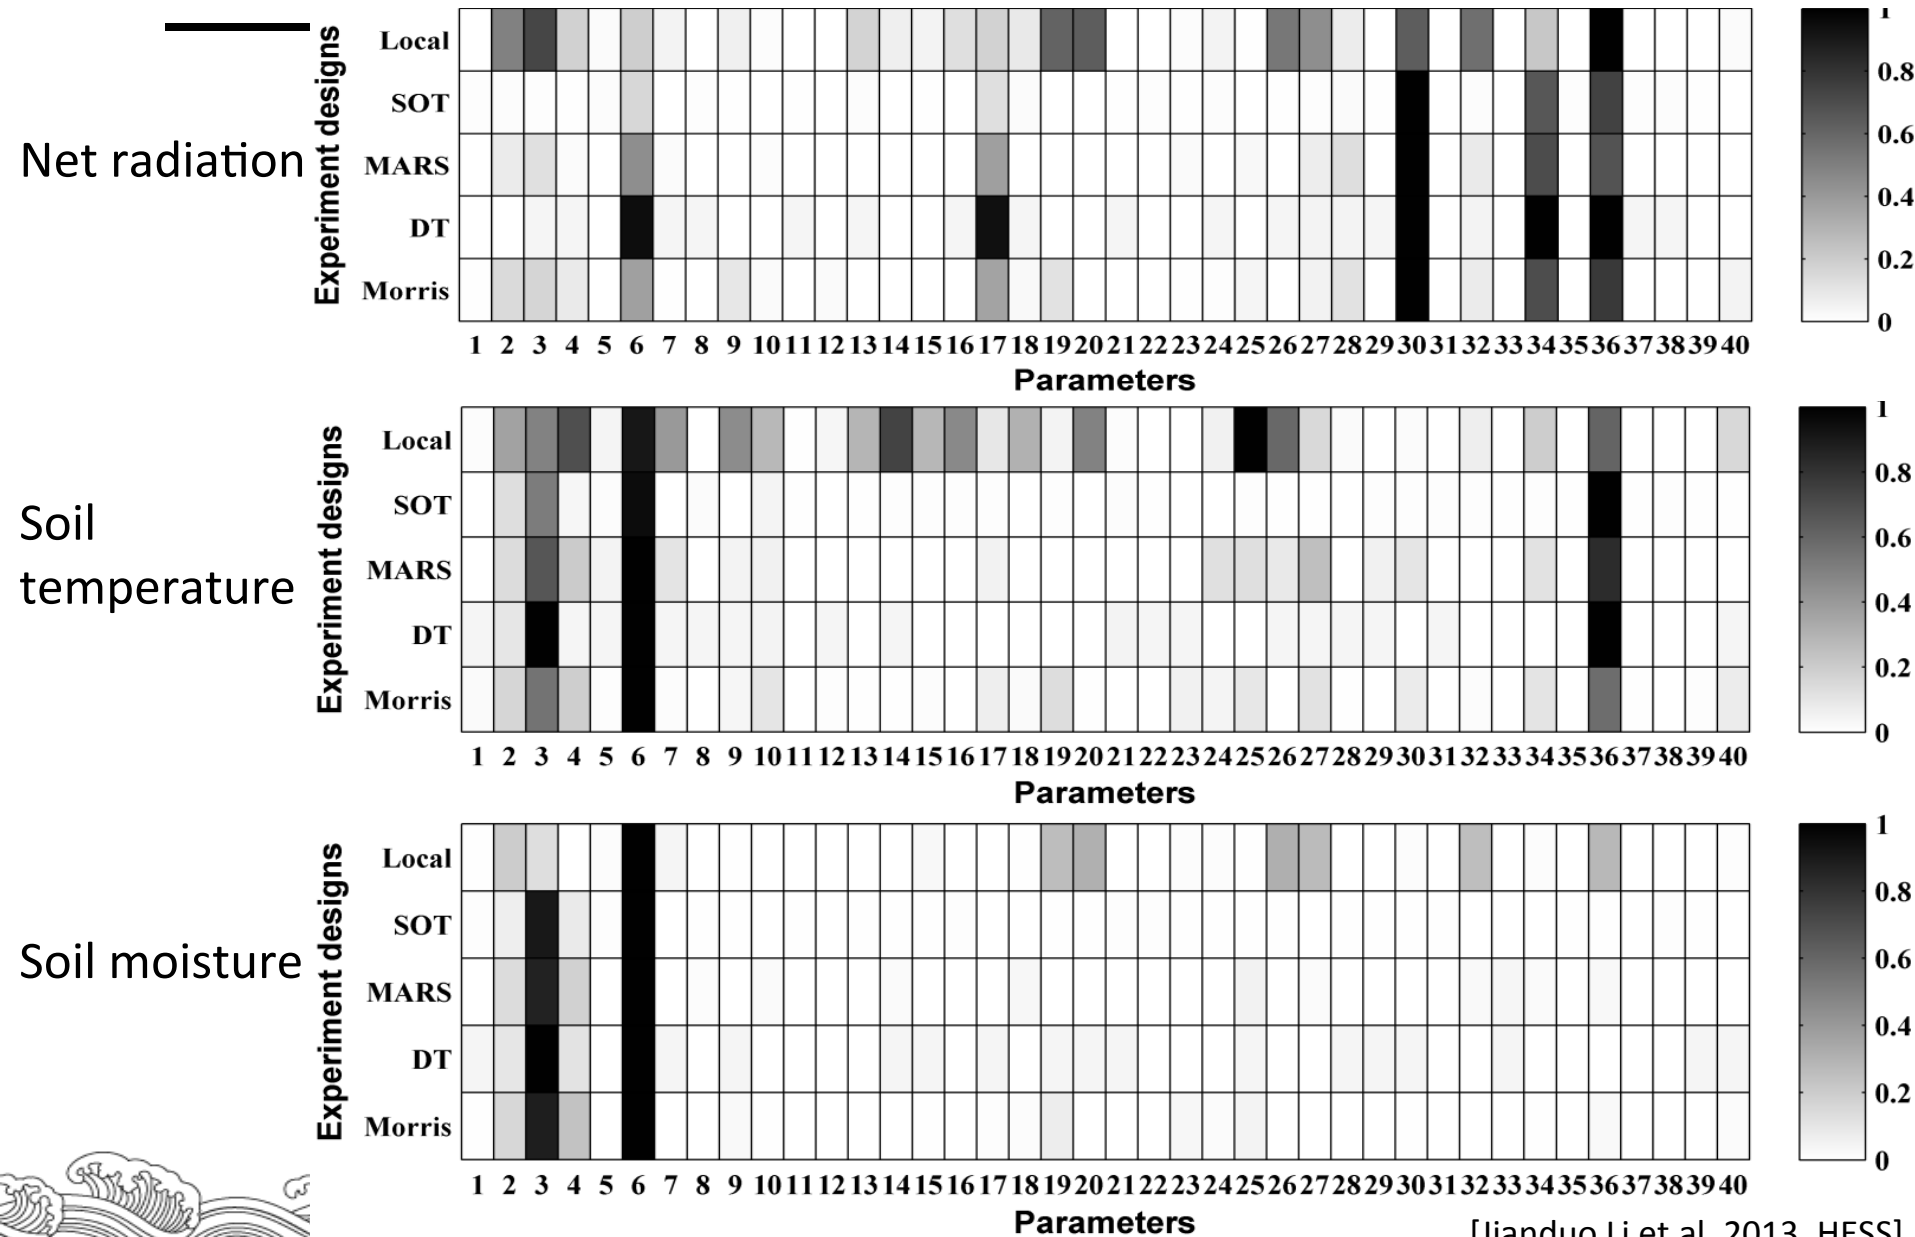 Net radiation
Experiment designs
Local
SOT
MARS
DT
Morris
1 2 3 4 5 6 7 8 9 10 11 12 13 14 15 16 17 18 19 20 21 22 23 24 25 26 27 28 29 30 31 32 33 34 35 36 37 38 39 40
Parameters
1
0.8
0.6
0.4
0.2
0
Soil
temperature
Experiment designs
Local
SOT
MARS
DT
Morris
1 2 3 4 5 6 7 8 9 10 11 12 13 14 15 16 17 18 19 20 21 22 23 24 25 26 27 28 29 30 31 32 33 34 35 36 37 38 39 40
Parameters
1
0.8
0.6
0.4
0.2
0
Soil moisture
Experiment designs
Local
SOT
MARS
DT
Morris
1 2 3 4 5 6 7 8 9 10 11 12 13 14 15 16 17 18 19 20 21 22 23 24 25 26 27 28 29 30 31 32 33 34 35 36 37 38 39 40
Parameters
1
0.8
0.6
0.4
0.2
0
[Jianduo Li et al, 2013, HESS]